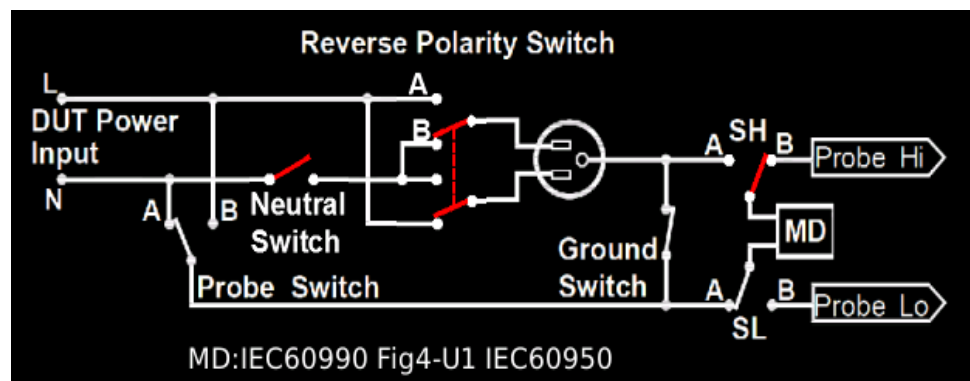 Reverse Polarity Switch
L
A
DUT Power
Input
B
SH
A
B
Probe Hi
N
A
B
Neutral
Switch
MD
Ground
Switch
Probe Switch
A
B
Probe Lo
SL
MD:IEC60990 Fig4-U1 IEC60950